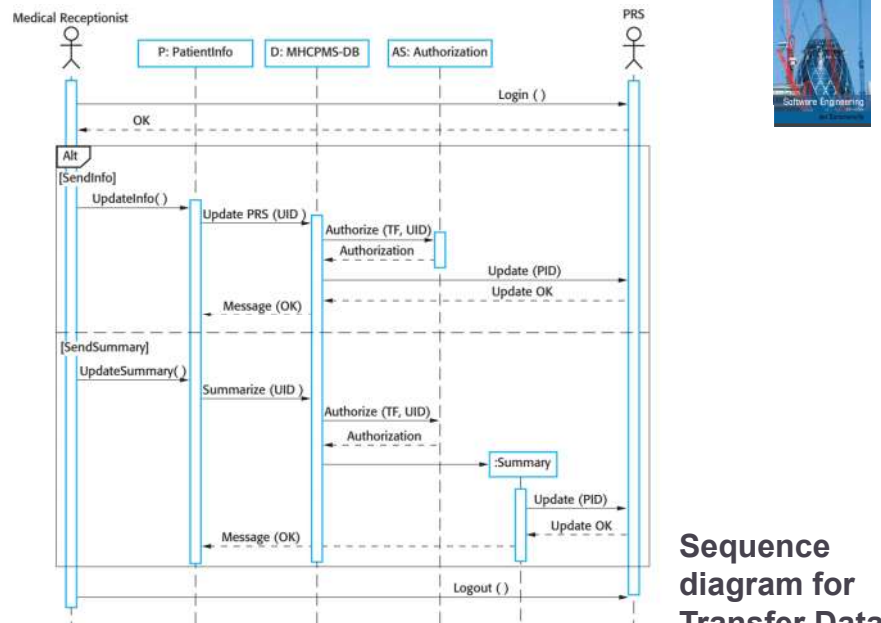 Medical Receptionist
PRS
P: PatientInfo
D: MHCPMS-DB
AS: Authorization
Login ( )
OK
Alt
[SendInfo]
UpdateInfo( )
Update PRS (UID )
Authorize (TF, UID)
Authorization
Update (PID)
Update OK
Message (OK)
[SendSummary]
UpdateSummary( )
Summarize (UID )
Authorize (TF, UID)
Authorization
:Summary
Update (PID)
Update OK
Message (OK)
Logout ( )
Software Engineering
Sequence
diagram for
Transfer Data